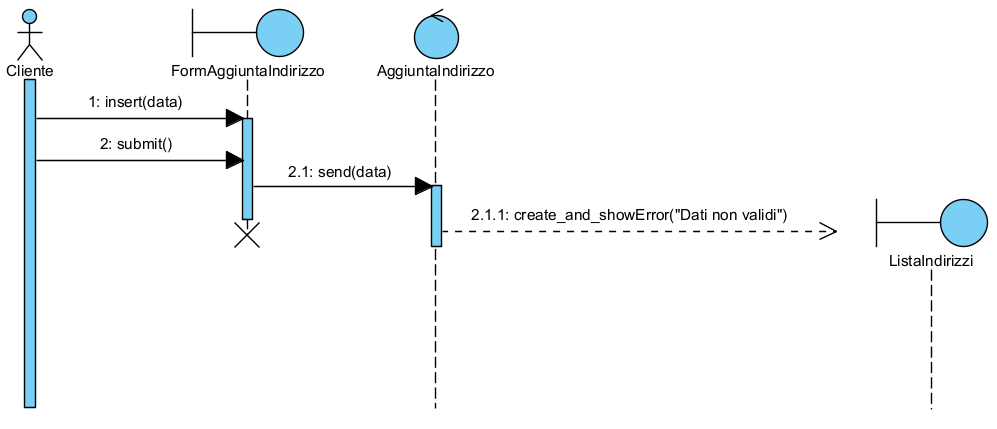 Cliente
FormAggiuntaIndirizzo
AggiuntaIndirizzo
1: insert(data)
2: submit()
2.1: send(data)
2.1.1: create_and_showError("Dati non validi")
ListaIndirizzi